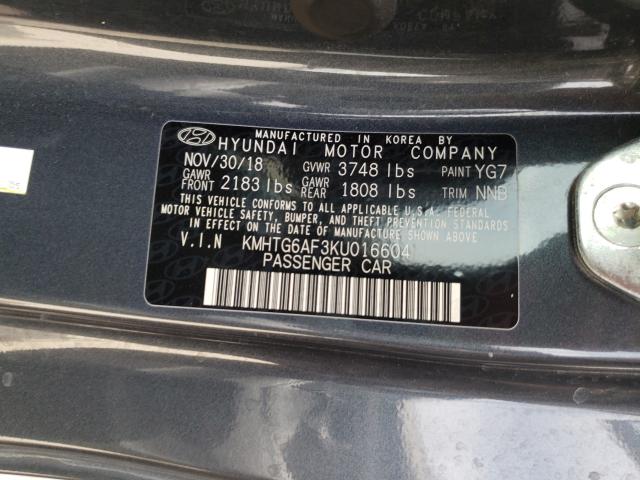 MANUFACTURED IN KOREA BY
HYUNDAI MOTOR COMPANY
NOV/30/18 GVWR 3748 lbs PAINT YG7
GAWR FRONT 2183 lbs GAWR REAR 1808 lbs TRIM NNB
THIS VEHICLE CONFORMS TO ALL APPLICABLE U.S.A. FEDERAL
MOTOR VEHICLE SAFETY, BUMPER, AND THEFT PREVENTION STANDARDS
IN EFFECT ON THE DATE OF MANUFACTURE SHOWN ABOVE.
V.I.N KMHTG6AF3KU016604
PASSENGER CAR